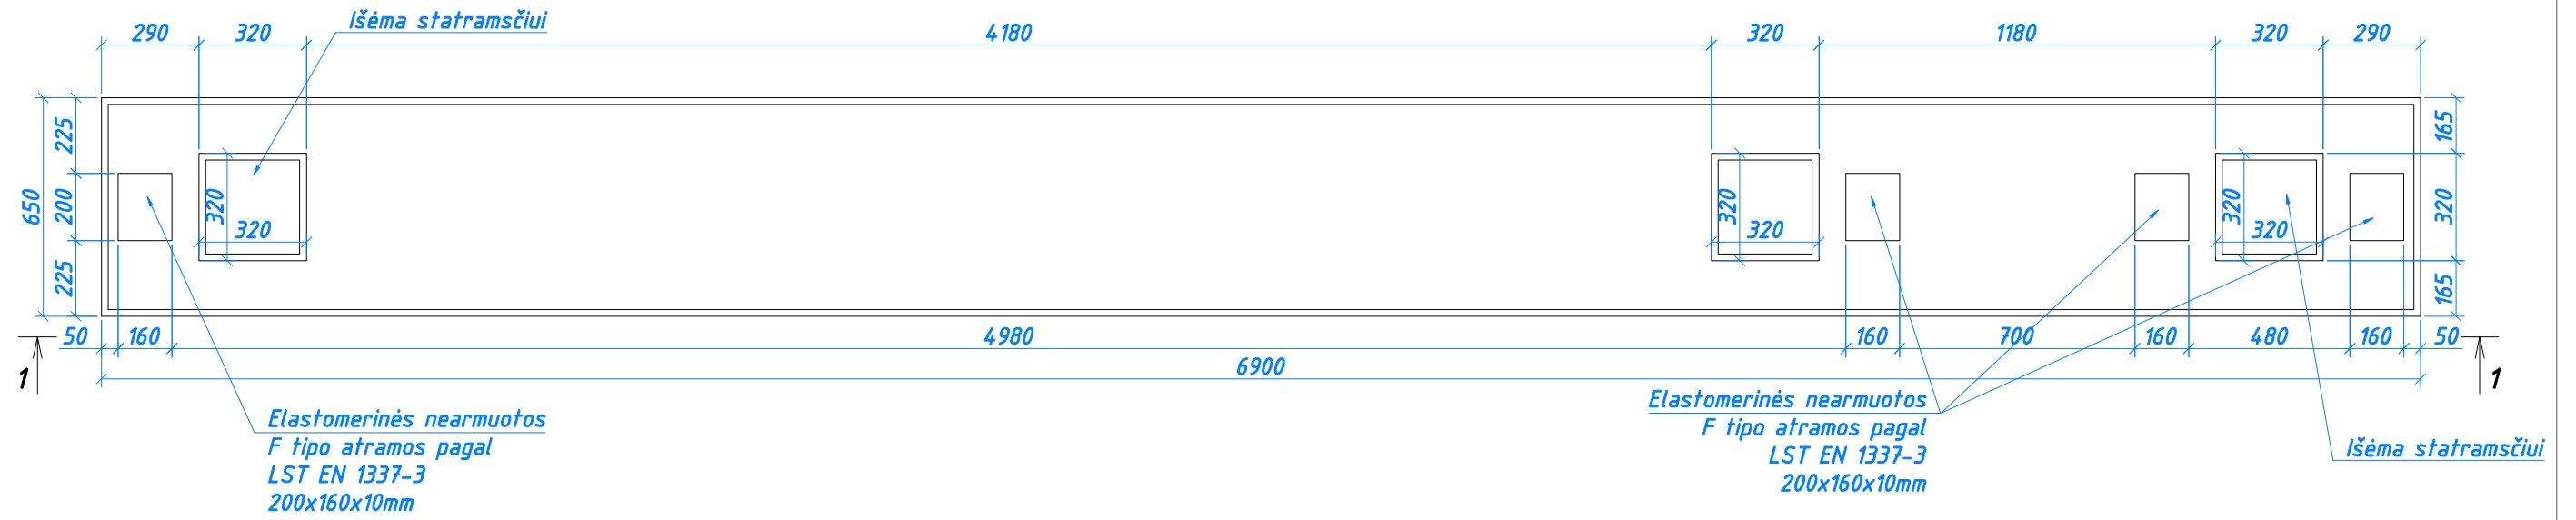 Išėma statramsčiui
290 320 4180 320 1180 320 290
225 165
650 200 320 320 320 320
320 320 320
225 165
50 160 4980 160 700 160 480 160 50
6900
1 1
Elastomerinės nearmuotos
F tipo atramos pagal
LST EN 1337-3
200x160x10mm
Elastomerinės nearmuotos
F tipo atramos pagal
LST EN 1337-3
200x160x10mm
Išėma statramsčiui